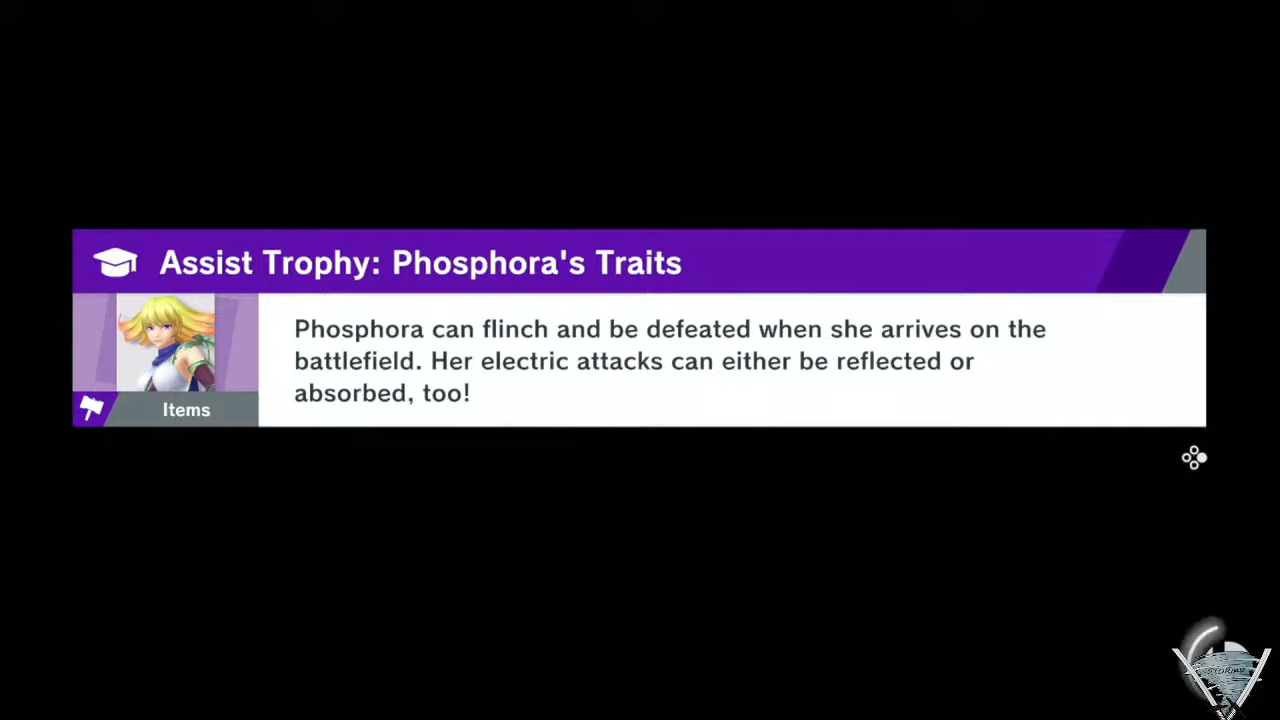 Assist Trophy: Phosphora's Traits
Phosphora can flinch and be defeated when she arrives on the
battlefield. Her electric attacks can either be reflected or
absorbed, too!
Items